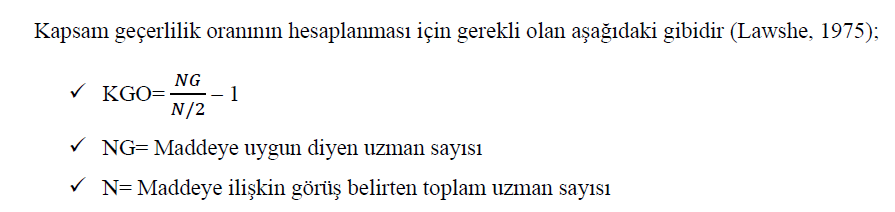 Kapsam geçerlilik oranının hesaplanması için gerekli olan aşağıdaki gibidir (Lawshe, 1975);
✓ KGO= NG / N/2 – 1
✓ NG= Maddeye uygun diyen uzman sayısı
✓ N= Maddeye ilişkin görüş belirten toplam uzman sayısı